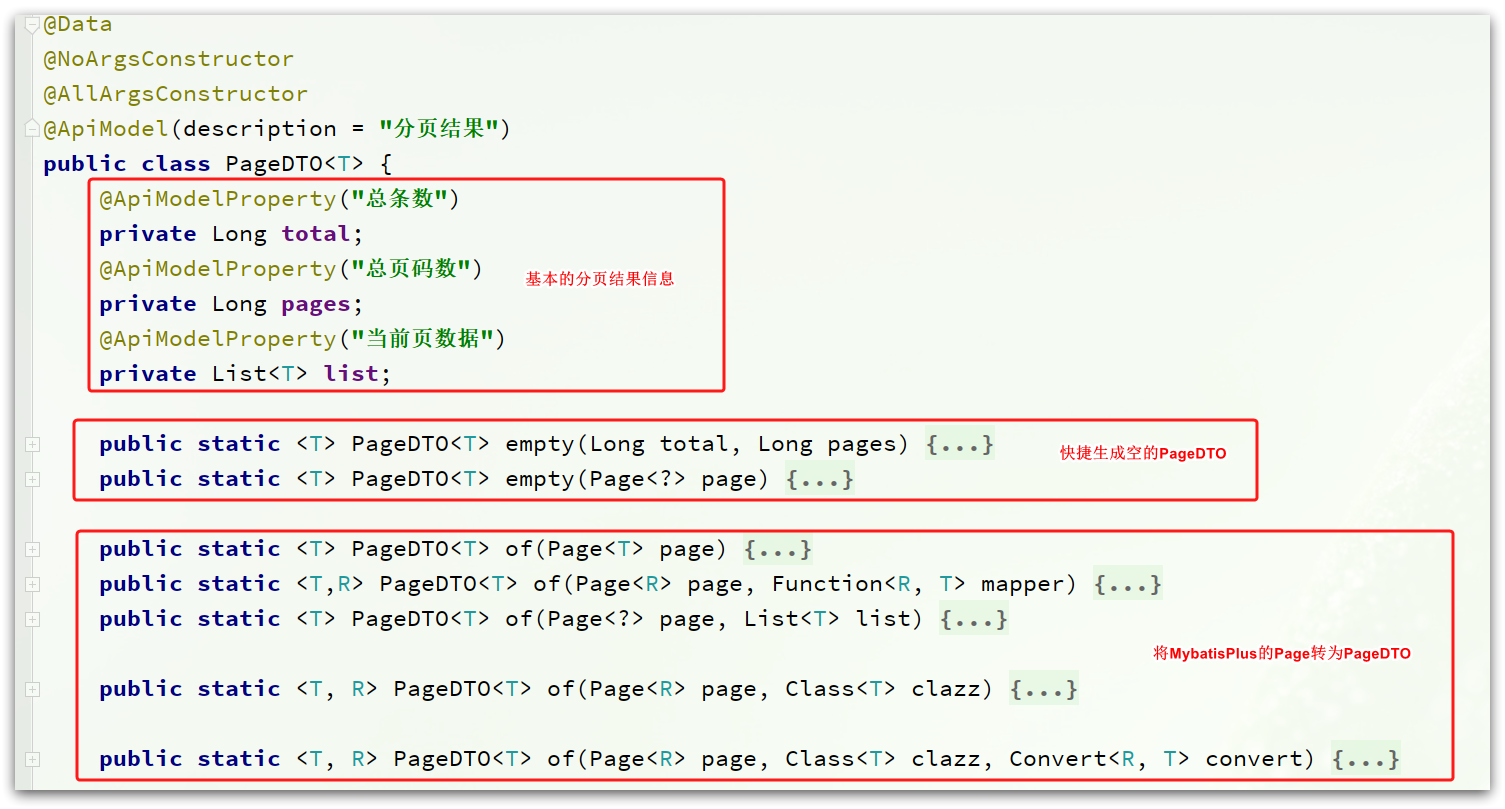 @Data
@NoArgsConstructor
@AllArgsConstructor
@ApiModel(description = "分页结果")
public class PageDTO<T> {
@ApiModelProperty("总条数")
private Long total;
@ApiModelProperty("总页码数")
基本的分页结果信息
private Long pages;
@ApiModelProperty("当前页数据")
private List<T> list;
public static <T> PageDTO<T> empty(Long total, Long pages) {...}
快捷生成空的PageDTO
public static <T> PageDTO<T> empty(Page<?> page) {...}
public static <T> PageDTO<T> of(Page<T> page) {...}
public static <T,R> PageDTO<T> of(Page<R> page, Function<R, T> mapper) {...}
public static <T> PageDTO<T> of(Page<?> page, List<T> list) {...}
将MybatisPlus的Page转为PageDTO
public static <T, R> PageDTO<T> of(Page<R> page, Class<T> clazz) {...}
public static <T, R> PageDTO<T> of(Page<R> page, Class<T> clazz, Convert<R, T> convert) {...}